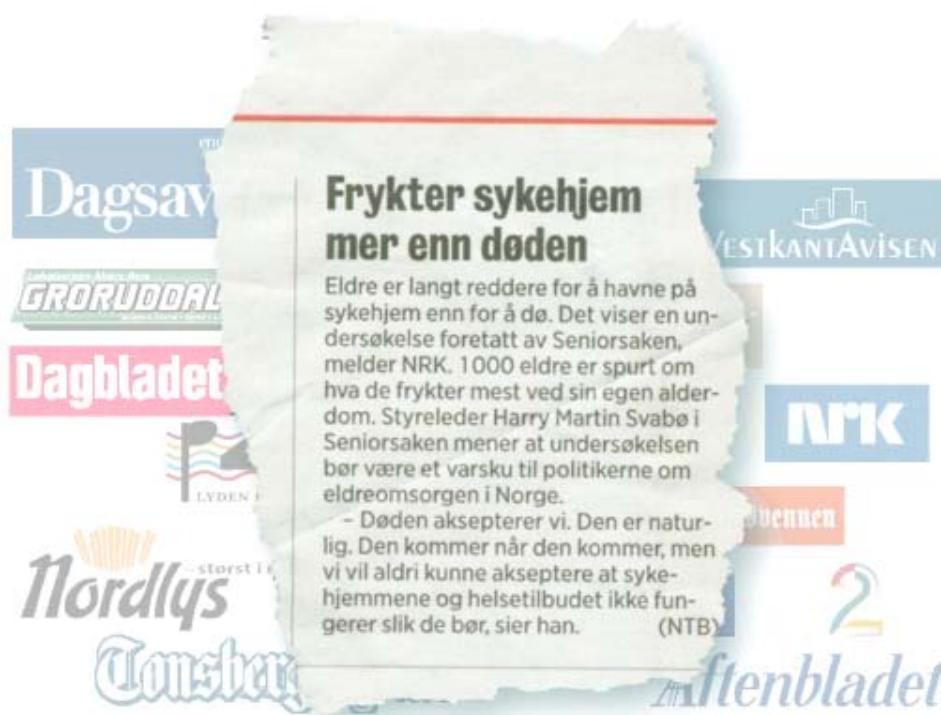 Dagsav
VESTKANTAVISEN
GRORUDDAL
Dagbladet
nrk
LYDEN
Nordlys
størst i
Tønsber
2
Aftenbladet
Frykter sykehjem
mer enn døden
Eldre er langt reddere for å havne på
sykehjem enn for å dø. Det viser en un-
dersøkelse foretatt av Seniorsaken,
melder NRK. 1000 eldre er spurt om
hva de frykter mest ved sin egen alder-
dom. Styreleder Harry Martin Svabø i
Seniorsaken mener at undersøkelsen
bør være et varsku til politikerne om
eldreomsorgen i Norge.
– Døden aksepterer vi. Den er natur-
lig. Den kommer når den kommer, men
vi vil aldri kunne akseptere at syke-
hjemmene og helsetilbudet ikke fun-
gerer slik de bør, sier han. (NTB)